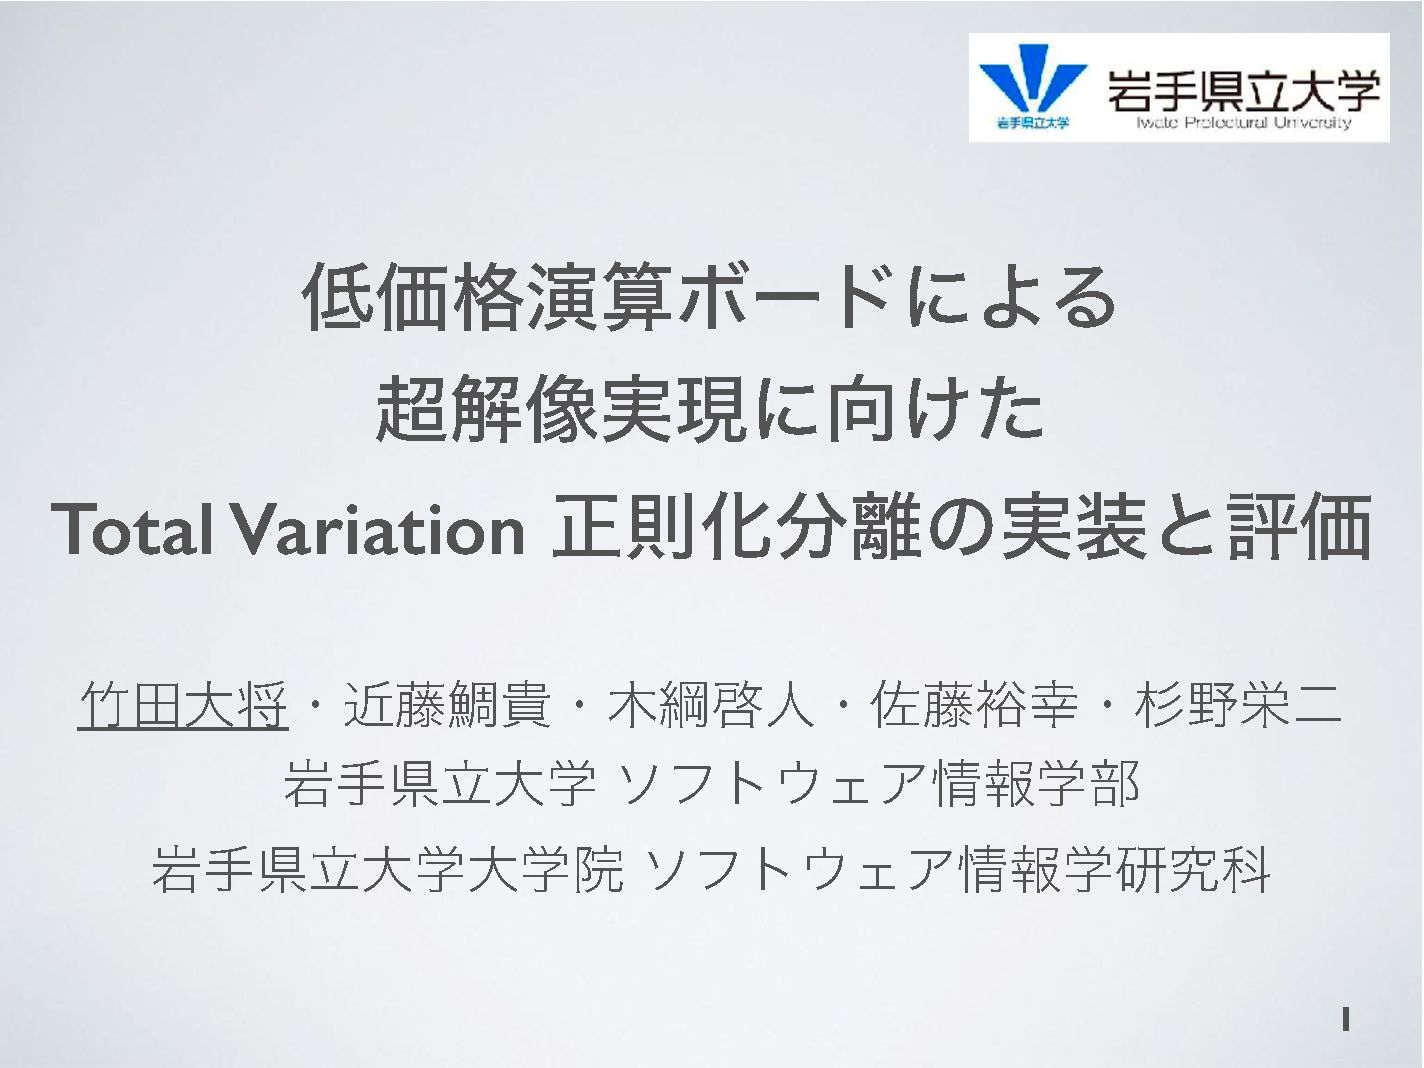 岩手県立大学
岩手県立大学
Iwate Prefectural University
低価格演算ボードによる
超解像実現に向けた
Total Variation 正則化分離の実装と評価
竹田大将・近藤鯛貴・木綱啓人・佐藤裕幸・杉野栄二
岩手県立大学 ソフトウェア情報学部
岩手県立大学大学院 ソフトウェア情報学研究科
1